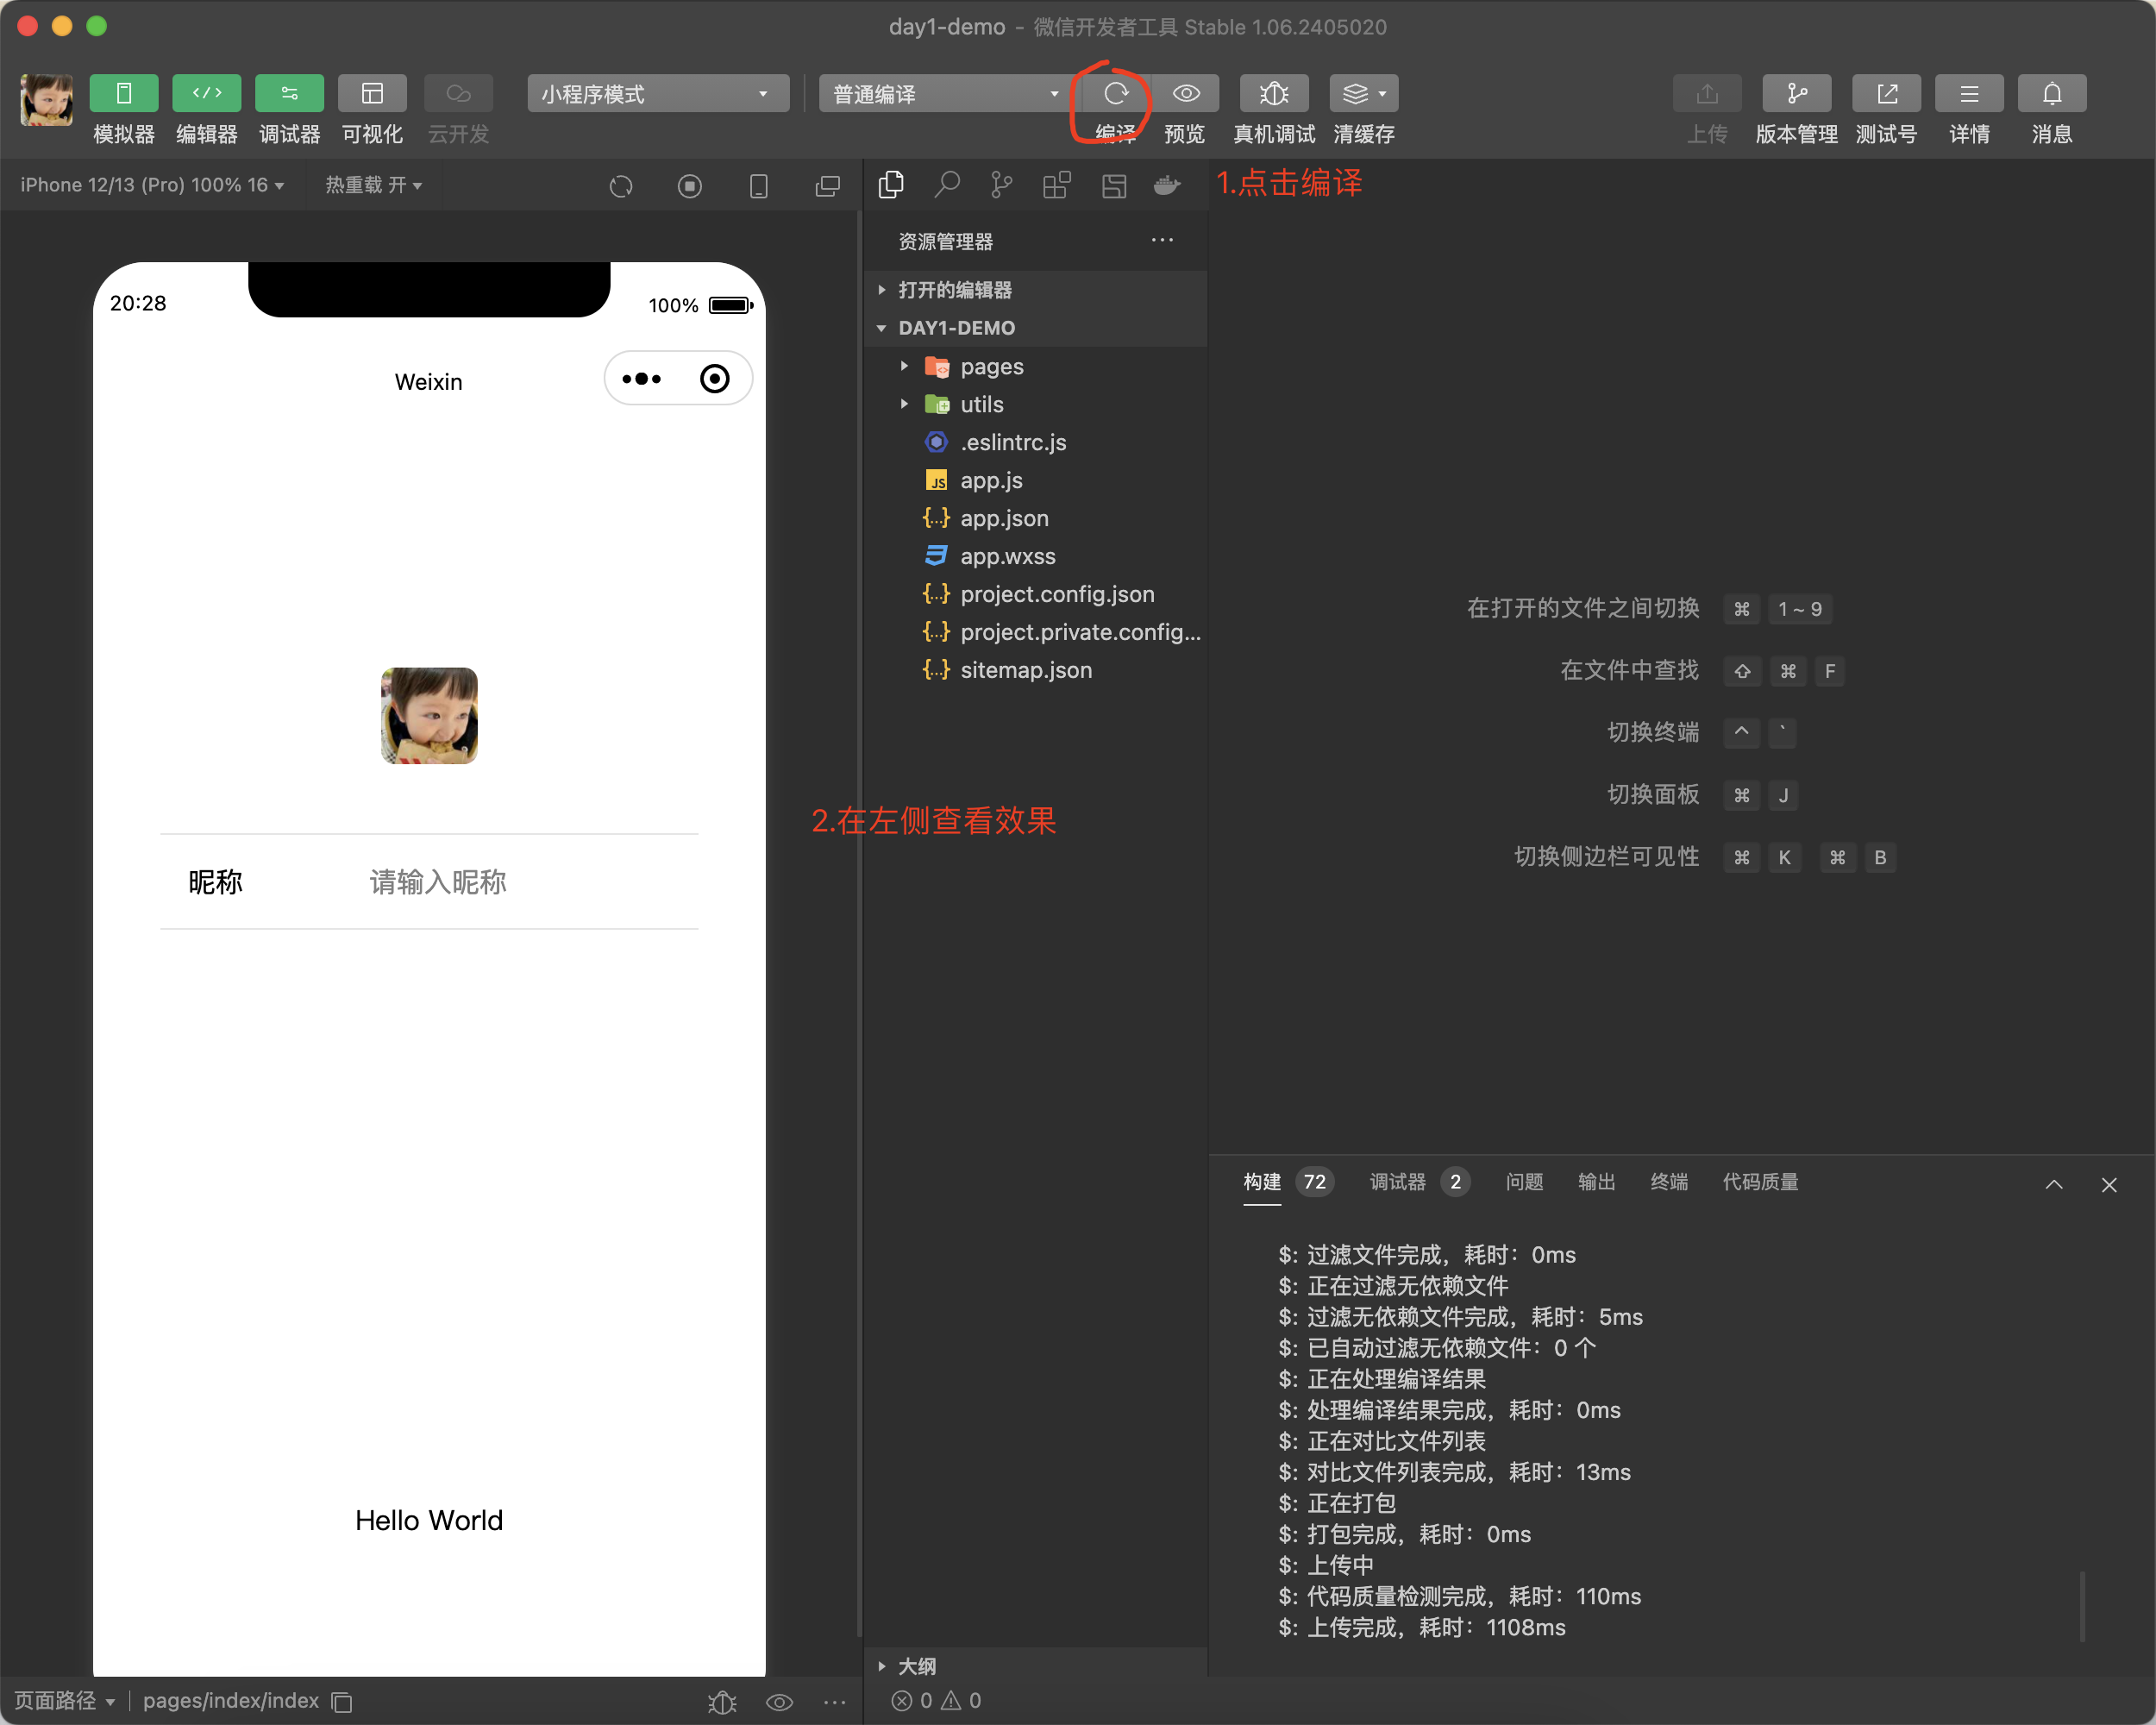 day1-demo - 微信开发者工具 Stable 1.06.2405020
模拟器 编辑器 调试器 可视化 云开发
小程序模式
普通编译
编译 预览 真机调试 清缓存
上传 版本管理 测试号 详情 消息
iPhone 12/13 (Pro) 100% 16
热重载 开
1.点击编译
20:28
100%
Weixin
昵称 请输入昵称
Hello World
2.在左侧查看效果
资源管理器
打开的编辑器
DAY1-DEMO
pages
utils
.eslintrc.js
JS app.js
{...} app.json
app.wxss
{...} project.config.json
{...} project.private.config...
{...} sitemap.json
大纲
在打开的文件之间切换 ⌘ 1 ~ 9
在文件中查找 ⇧ ⌘ F
切换终端 ^ `
切换面板 ⌘ J
切换侧边栏可见性 ⌘ K ⌘ B
构建 72 调试器 2 问题 输出 终端 代码质量
$: 过滤文件完成，耗时：0ms
$: 正在过滤无依赖文件
$: 过滤无依赖文件完成，耗时：5ms
$: 已自动过滤无依赖文件：0 个
$: 正在处理编译结果
$: 处理编译结果完成，耗时：0ms
$: 正在对比文件列表
$: 对比文件列表完成，耗时：13ms
$: 正在打包
$: 打包完成，耗时：0ms
$: 上传中
$: 代码质量检测完成，耗时：110ms
$: 上传完成，耗时：1108ms
页面路径 pages/index/index
0 0